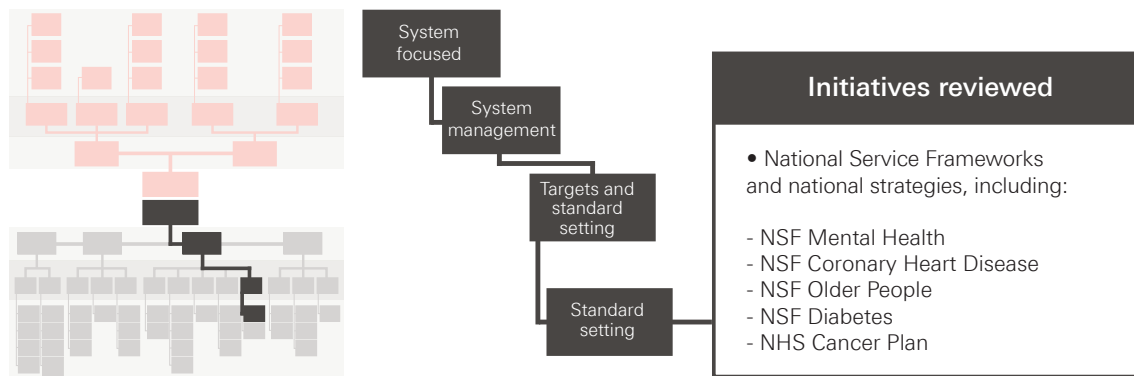 System
focused
System
management
Targets and
standard
setting
Standard
setting
Initiatives reviewed
• National Service Frameworks
and national strategies, including:
- NSF Mental Health
- NSF Coronary Heart Disease
- NSF Older People
- NSF Diabetes
- NHS Cancer Plan